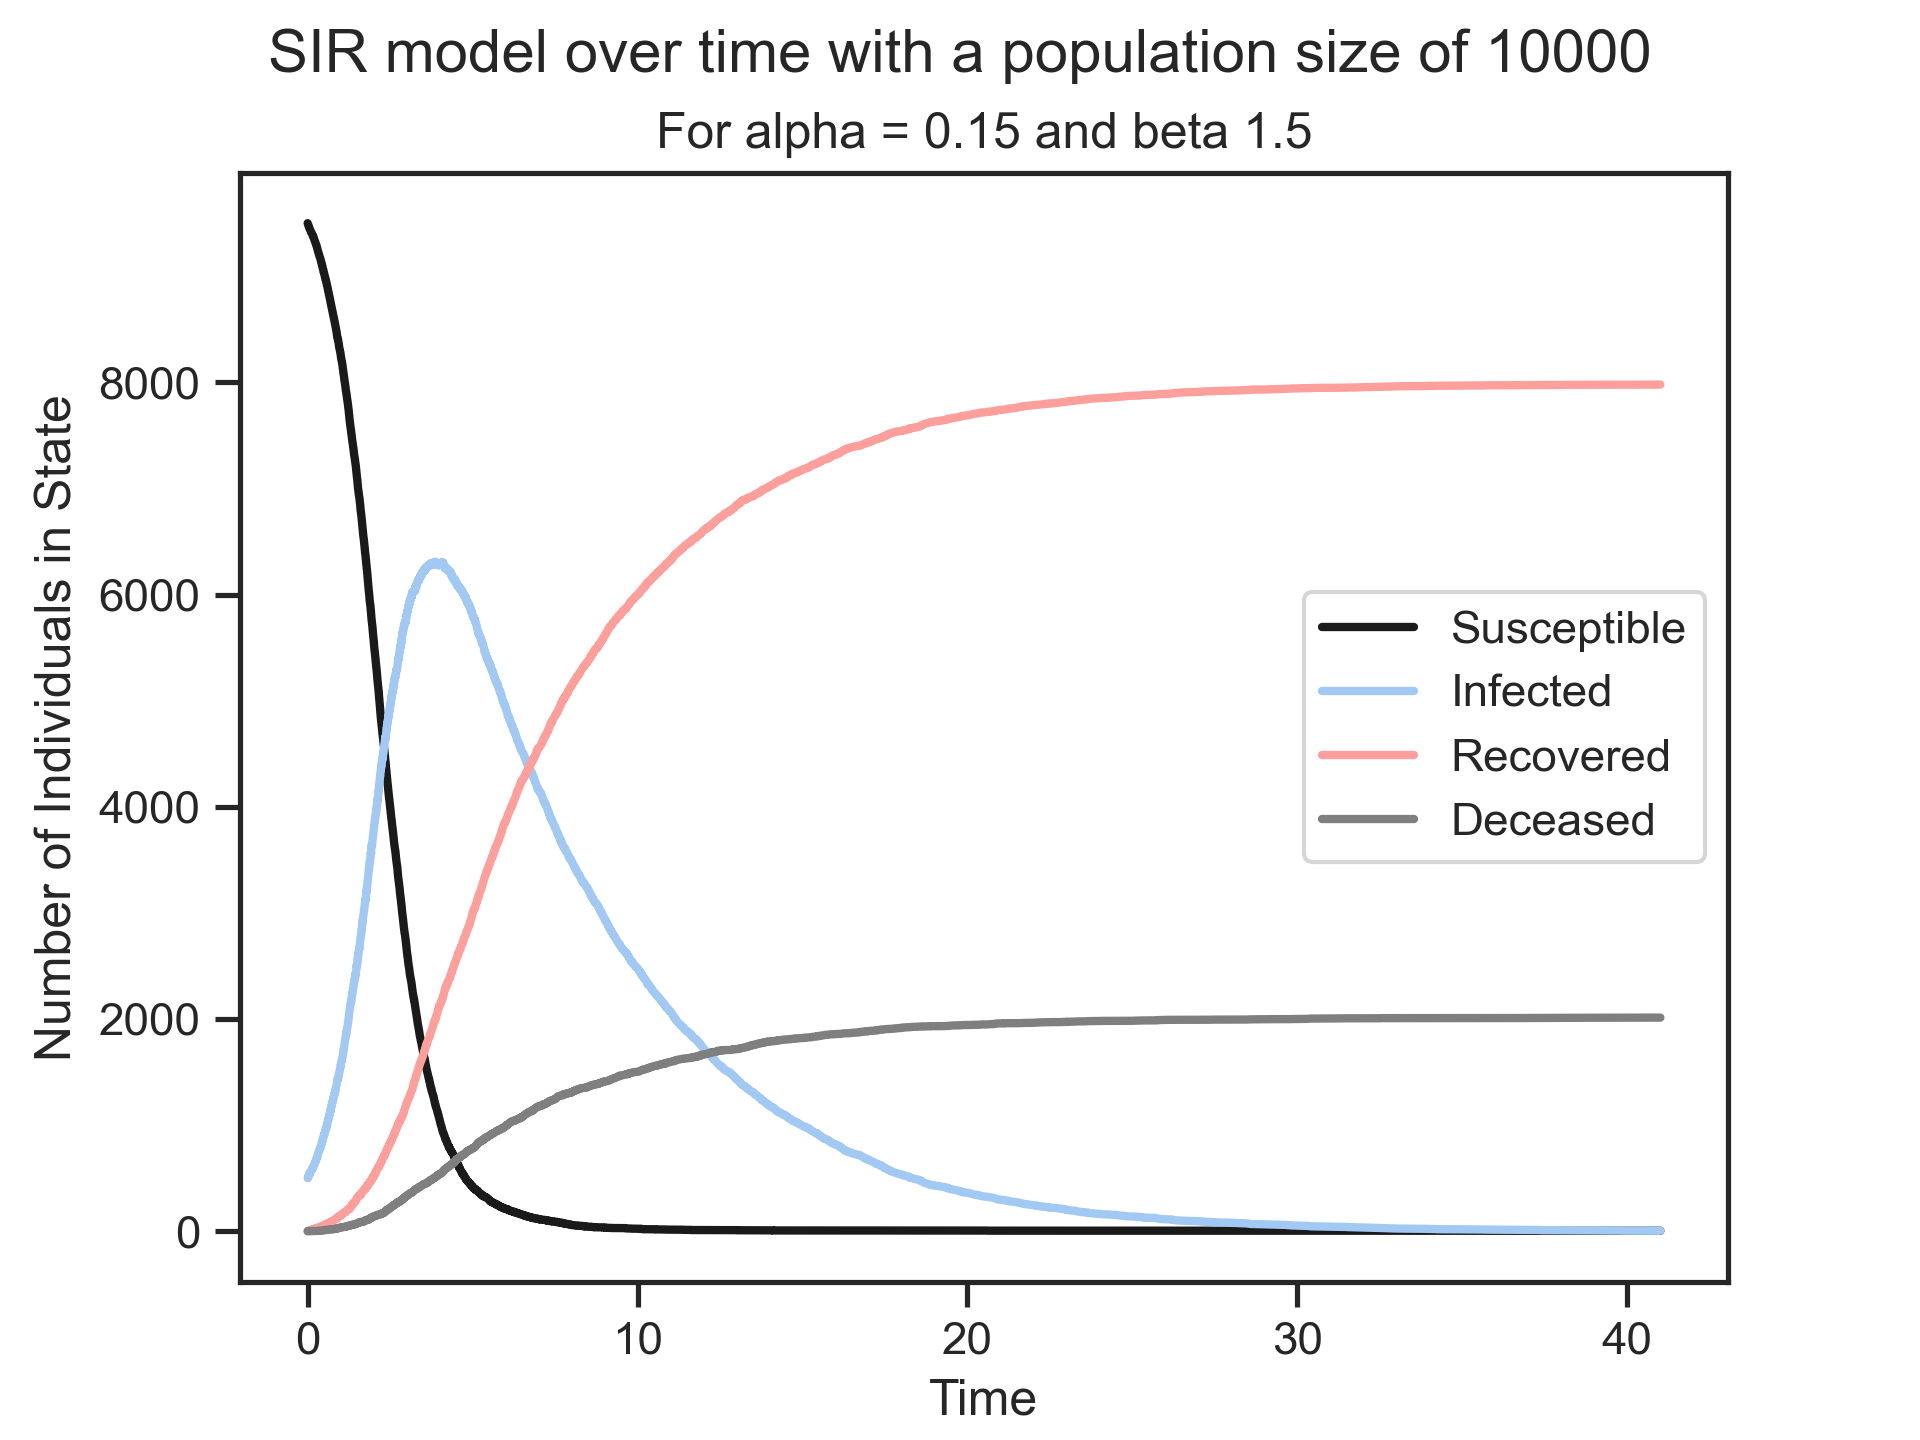 SIR model over time with a population size of 10000
For alpha = 0.15 and beta 1.5
Number of Individuals in State
8000
6000
4000
2000
0
Susceptible
Infected
Recovered
Deceased
0 10 20 30 40
Time